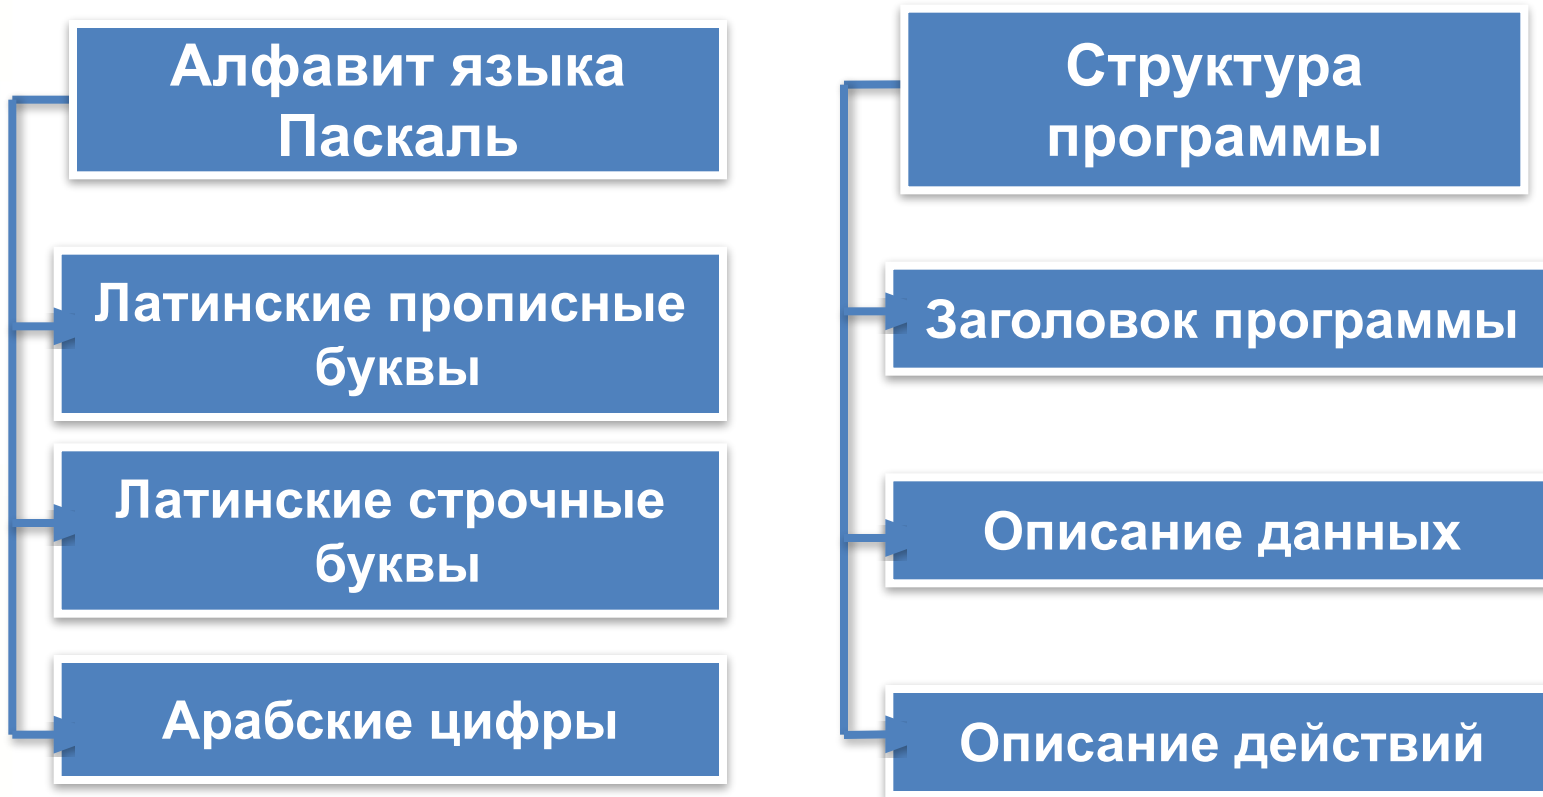 Алфавит языка
Паскаль
Латинские прописные
буквы
Латинские строчные
буквы
Арабские цифры
Структура
программы
Заголовок программы
Описание данных
Описание действий